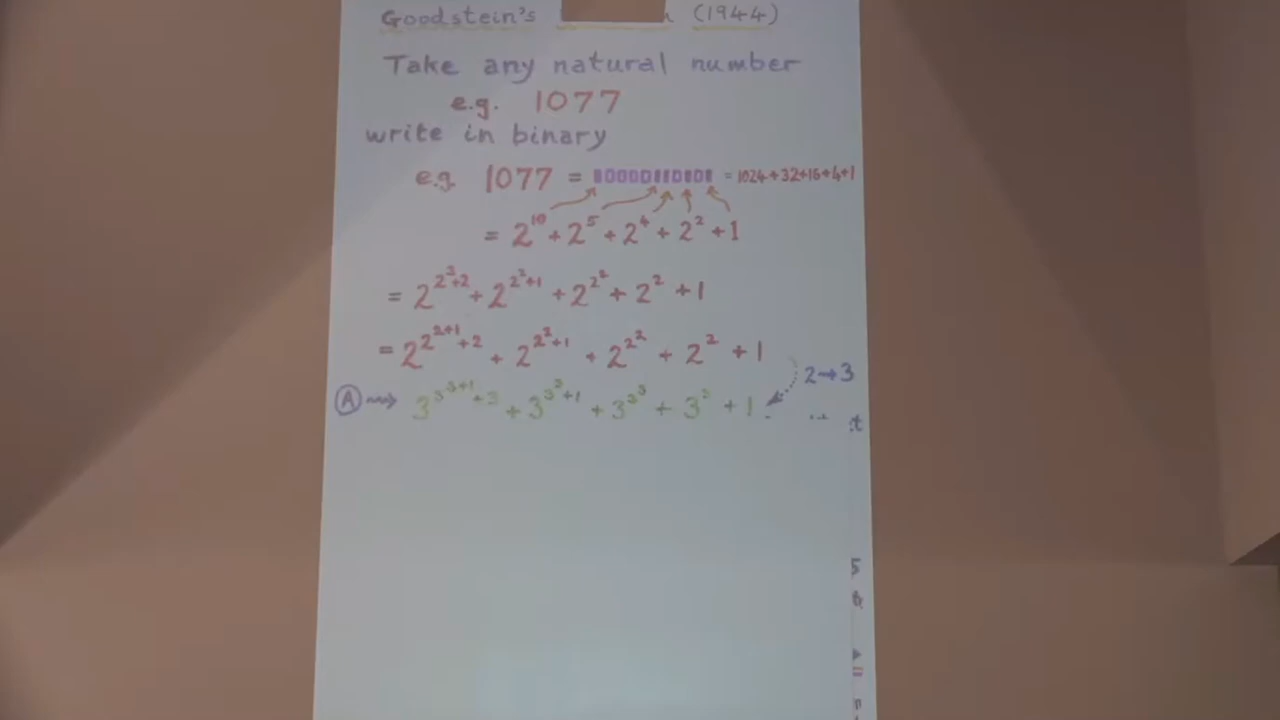 Goodstein's (1944)
Take any natural number
e.g. 1077
write in binary
e.g. 1077 = 10000110101 = 1024+32+16+4+1
= 2^10 + 2^5 + 2^4 + 2^2 + 1
= 2^(2^3+2) + 2^(2^2+1) + 2^(2^2) + 2^2 + 1
= 2^(2^(2+1)+2) + 2^(2^2+1) + 2^(2^2) + 2^2 + 1
2→3
Ⓐ ⇝ 3^(3^(3+1)+3) + 3^(3^3+1) + 3^(3^3) + 3^3 + 1